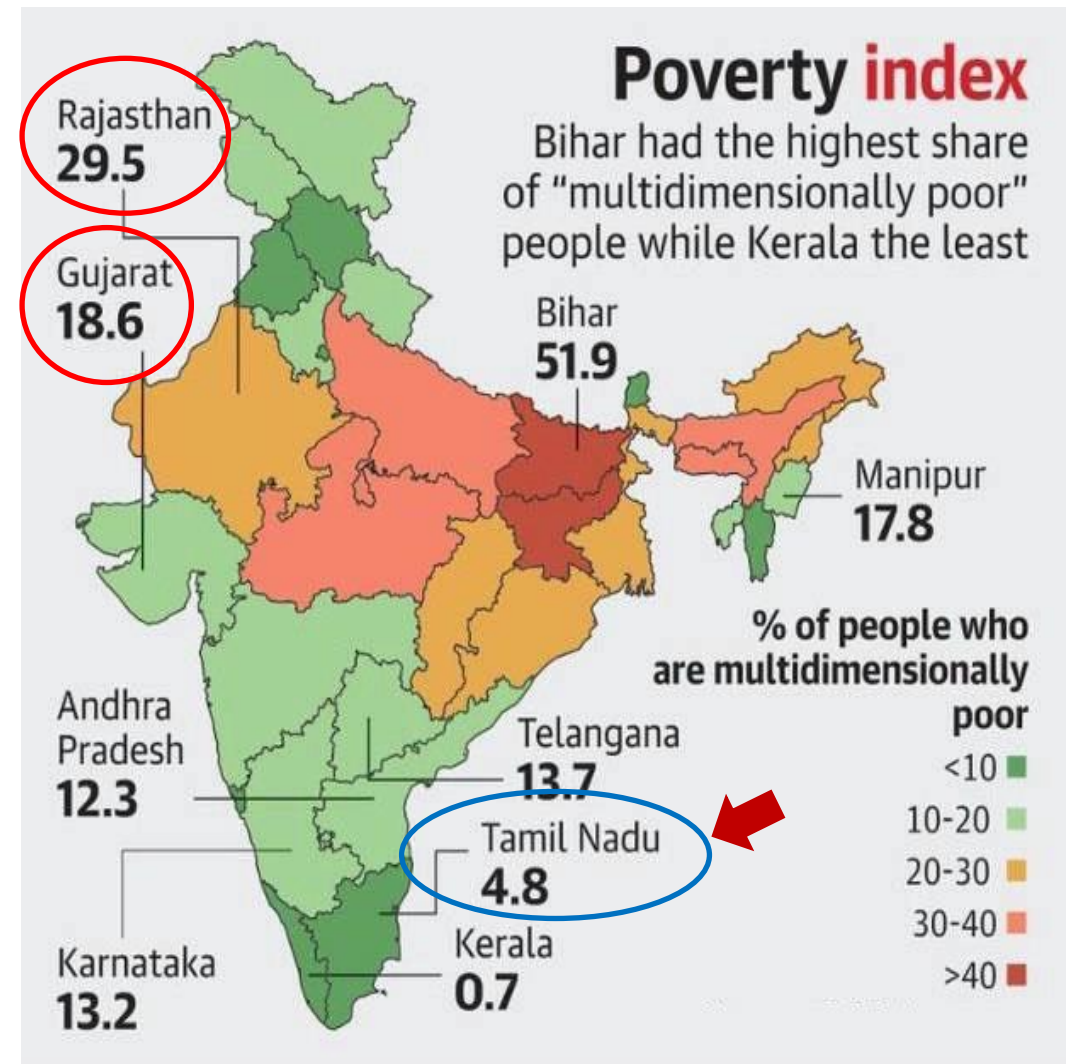 Poverty index
Bihar had the highest share
of “multidimensionally poor”
people while Kerala the least
Rajasthan
29.5
Gujarat
18.6
Bihar
51.9
Manipur
17.8
% of people who
are multidimensionally
poor
<10
10-20
20-30
30-40
>40
Andhra
Pradesh
12.3
Telangana
13.7
Tamil Nadu
4.8
Kerala
0.7
Karnataka
13.2